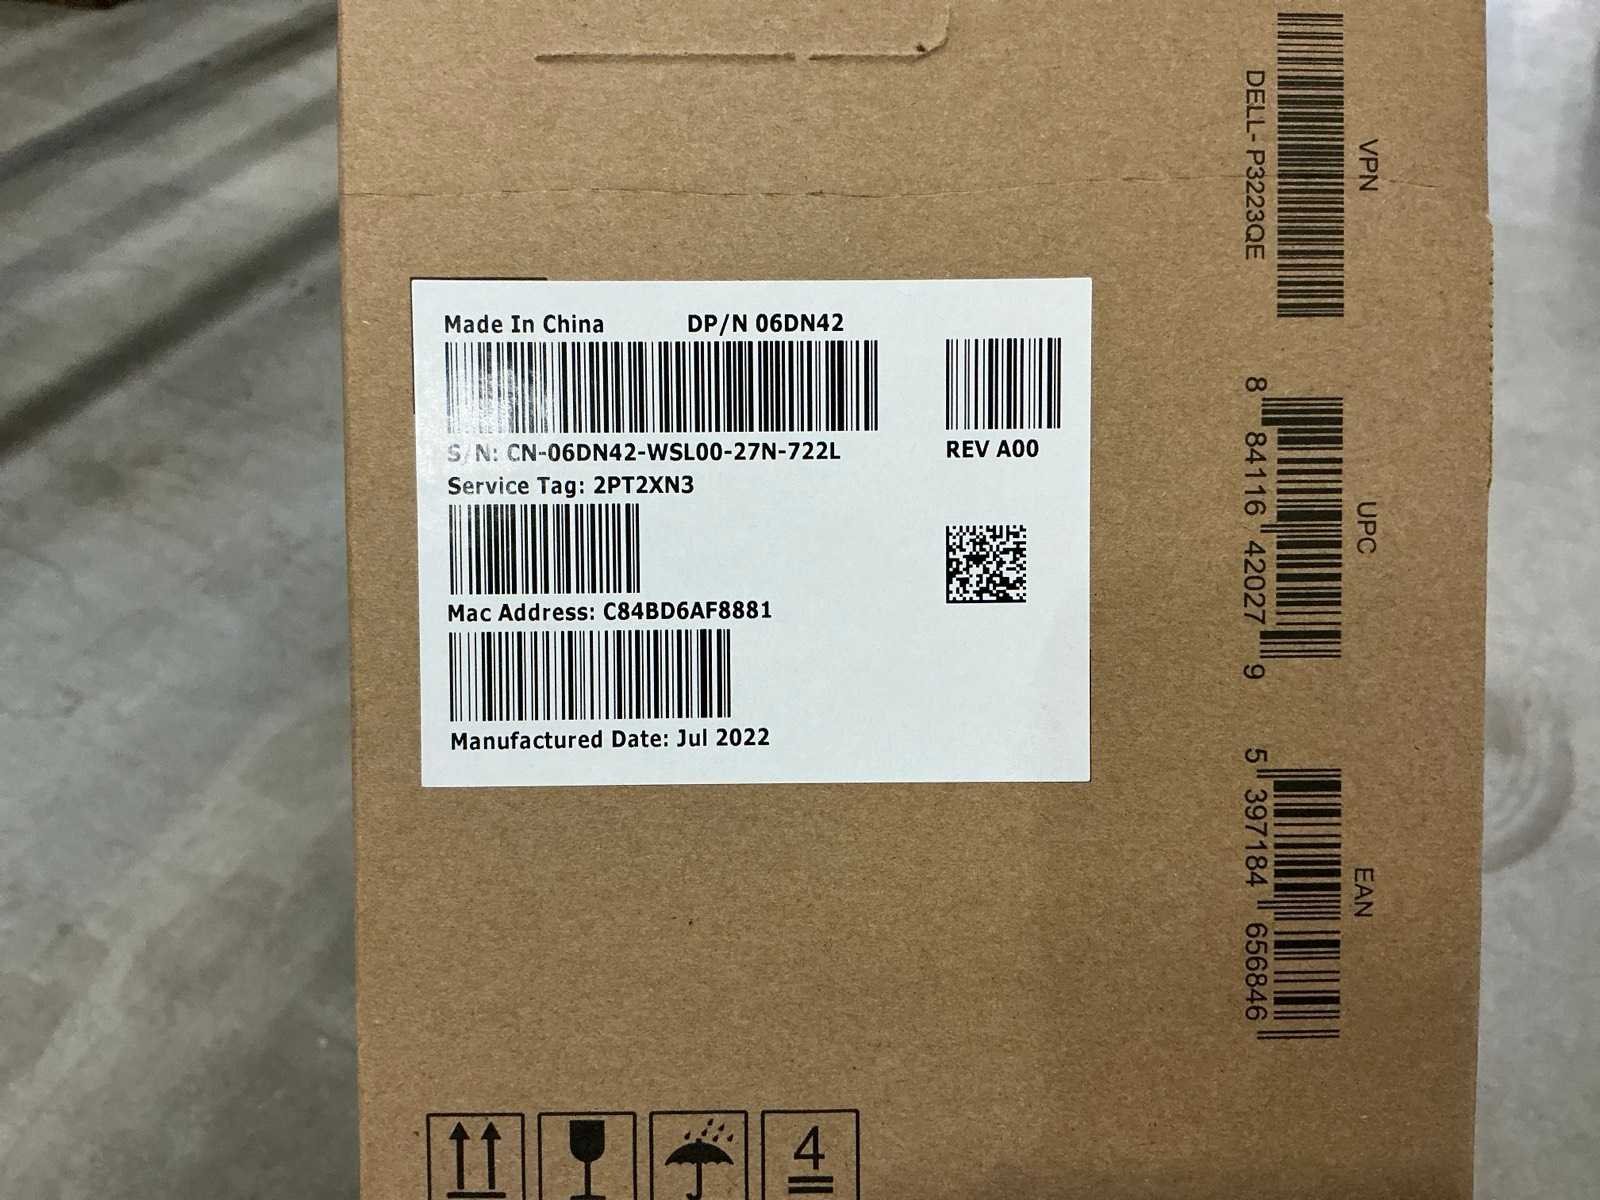 Made In China DP/N 06DN42
S/N: CN-06DN42-WSL00-27N-722L
REV A00
Service Tag: 2PT2XN3
Mac Address: C84BD6AF8881
Manufactured Date: Jul 2022
VPN
DELL- P3223QE
UPC
8 84116 42027 9
EAN
5 397184 656846
4